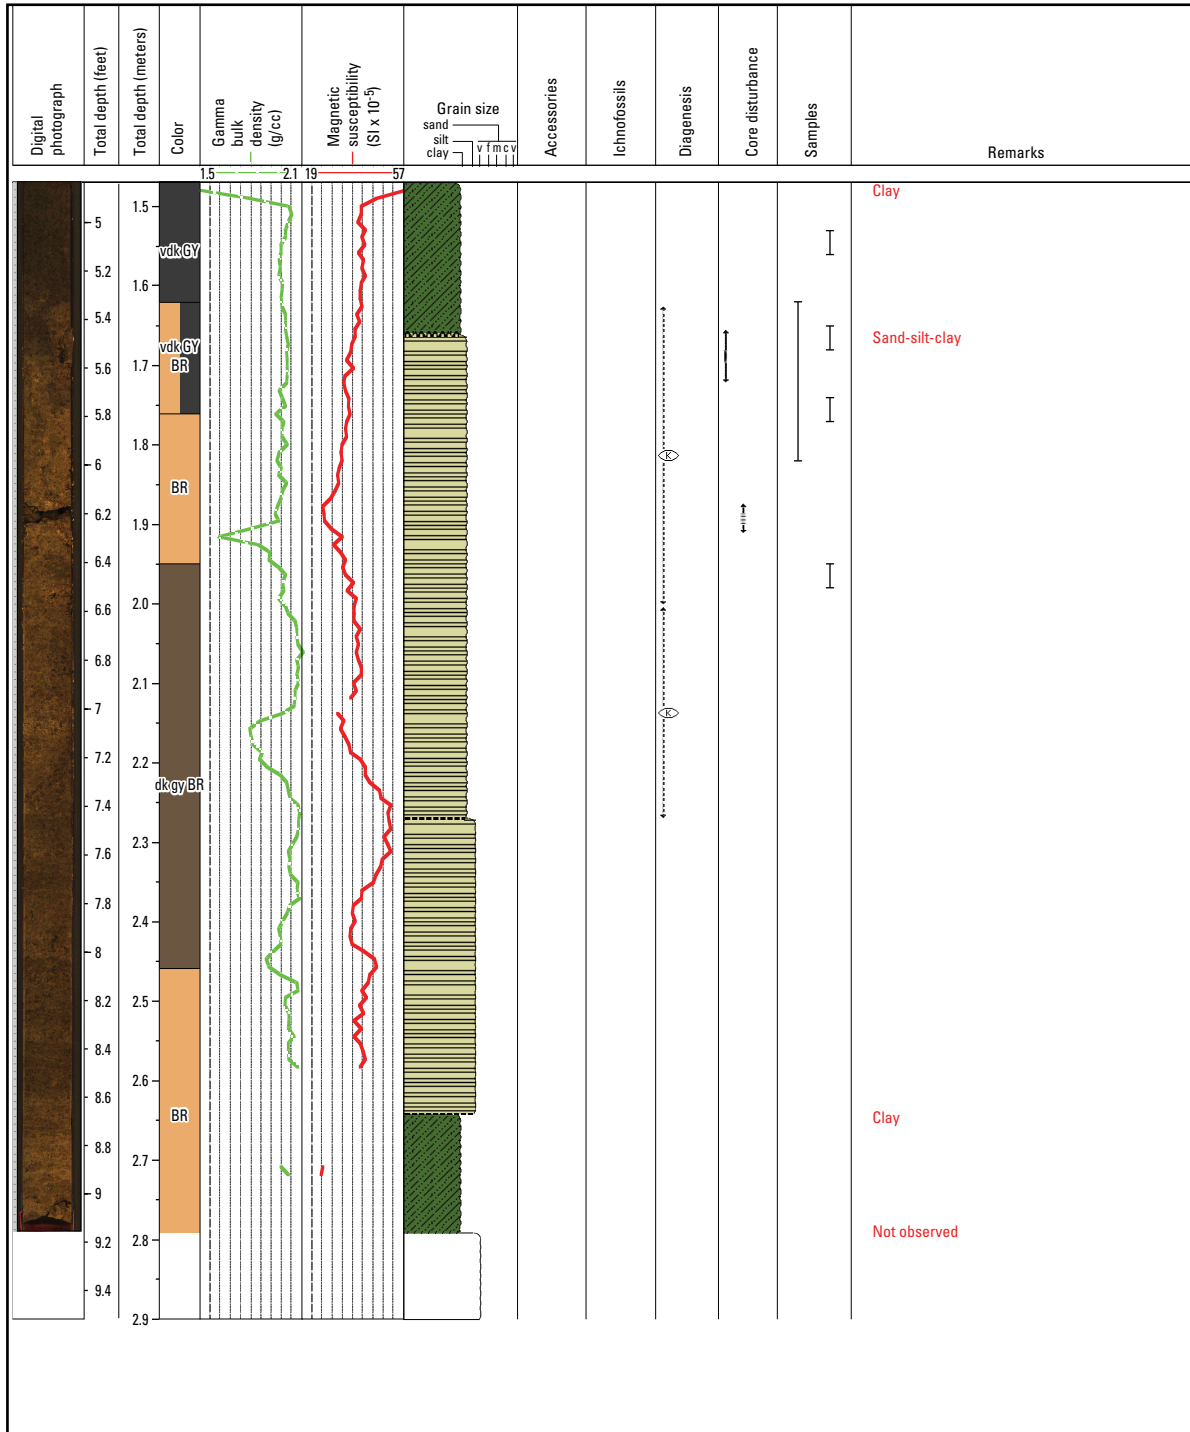 Digital photograph
Total depth (feet)
Total depth (meters)
Color
Gamma bulk density (g/cc)
Magnetic susceptibility (SI x 10-5)
Grain size
sand
silt
clay
v f m c v
Accessories
Ichnofossils
Diagenesis
Core disturbance
Samples
Remarks
1.5 2.1 19 57
Clay
1.5
5
vdk GY
5.2
1.6
5.4
Sand-silt-clay
vdk GY
BR
1.7
5.6
5.8
1.8
K
6
BR
6.2
1.9
6.4
2.0
6.6
6.8
2.1
7
K
7.2
2.2
dk gy BR
7.4
2.3
7.6
7.8
2.4
8
2.5
8.2
8.4
2.6
8.6
BR
Clay
8.8
2.7
9
Not observed
9.2
2.8
9.4
2.9